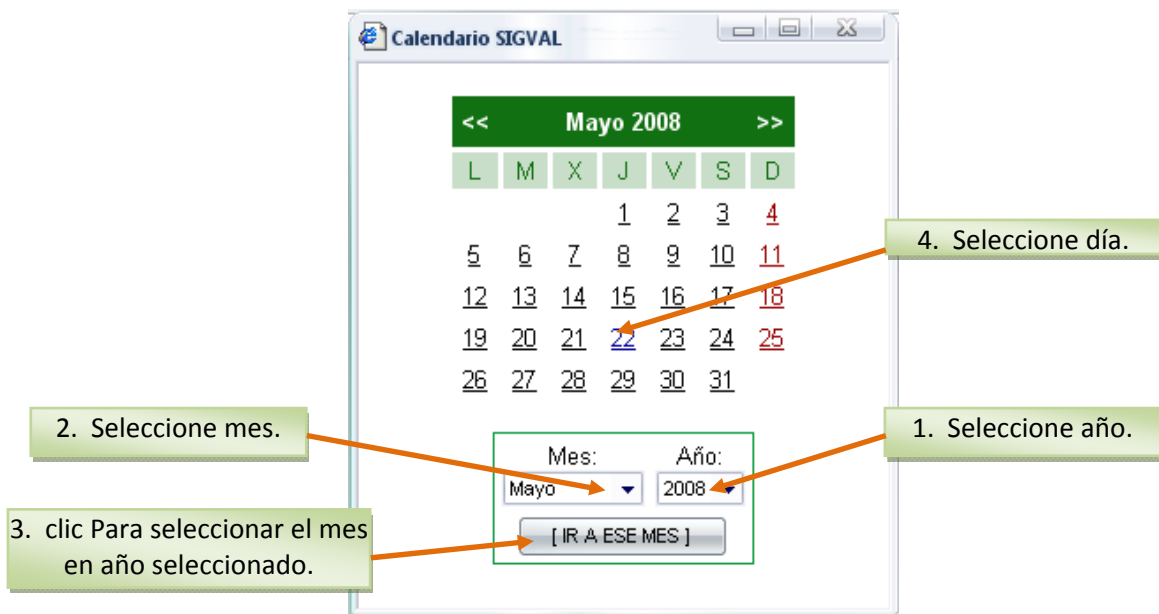 Calendario SIGVAL
<< Mayo 2008 >>
L M X J V S D
1 2 3 4
5 6 7 8 9 10 11
12 13 14 15 16 17 18
19 20 21 22 23 24 25
26 27 28 29 30 31
4. Seleccione día.
2. Seleccione mes.
1. Seleccione año.
Mes: Año:
Mayo 2008
[ IR A ESE MES ]
3. clic Para seleccionar el mes
en año seleccionado.